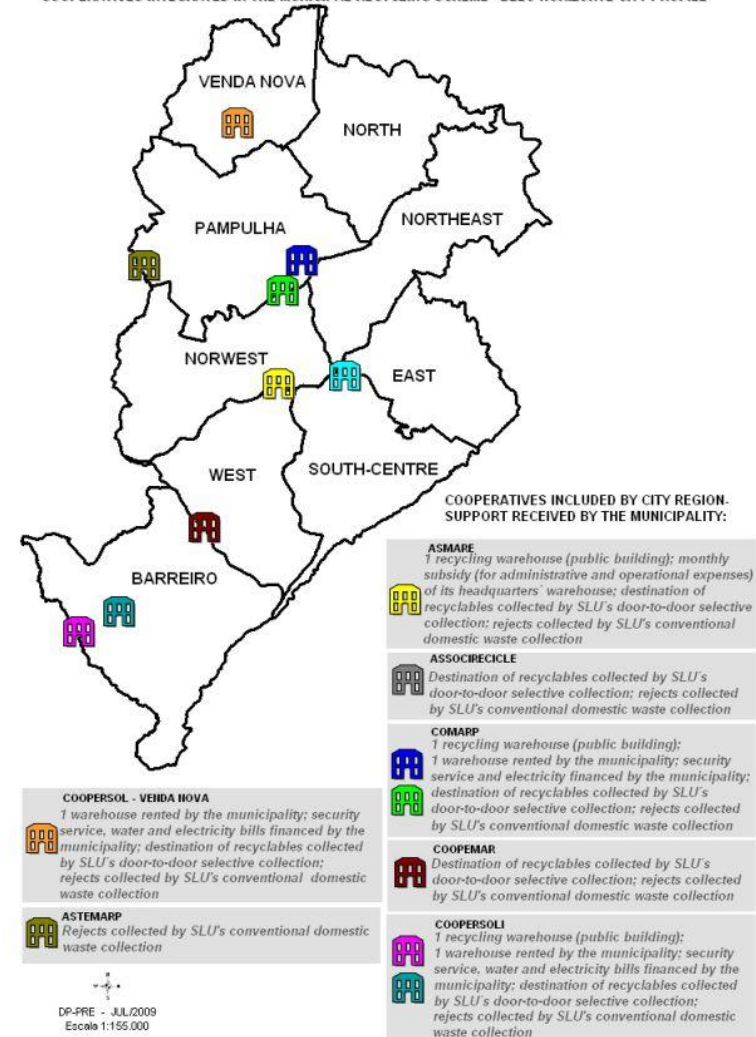 VENDA NOVA
NORTH
NORTHEAST
PAMPULHA
NORWEST
EAST
WEST
SOUTH-CENTRE
BARREIRO
COOPERATIVES INCLUDED BY CITY REGION-
SUPPORT RECEIVED BY THE MUNICIPALITY:
ASMARE
1 recycling warehouse (public building); monthly
subsidy (for administrative and operational expenses)
of its headquarters´ warehouse; destination of
recyclables collected by SLU´s door-to-door selective
collection; rejects collected by SLU's conventional
domestic waste collection
ASSOCIRECICLE
Destination of recyclables collected by SLU´s
door-to-door selective collection; rejects collected
by SLU's conventional domestic waste collection
COMARP
1 recycling warehouse (public building);
1 warehouse rented by the municipality; security
service and electricity financed by the municipality;
destination of recyclables collected by SLU´s
door-to-door selective collection; rejects collected
by SLU's conventional domestic waste collection
COOPEMAR
Destination of recyclables collected by SLU´s
door-to-door selective collection; rejects collected
by SLU's conventional domestic waste collection
COOPERSOLI
1 recycling warehouse (public building);
1 warehouse rented by the municipality; security
service, water and electricity bills financed by the
municipality; destination of recyclables collected
by SLU´s door-to-door selective collection;
rejects collected by SLU's conventional domestic
waste collection
COOPERSOL - VENDA NOVA
1 warehouse rented by the municipality; security
service, water and electricity bills financed by the
municipality; destination of recyclables collected
by SLU´s door-to-door selective collection;
rejects collected by SLU's conventional domestic
waste collection
ASTEMARP
Rejects collected by SLU's conventional domestic
waste collection
DP-PRE - JUL/2009
Escala 1:155.000